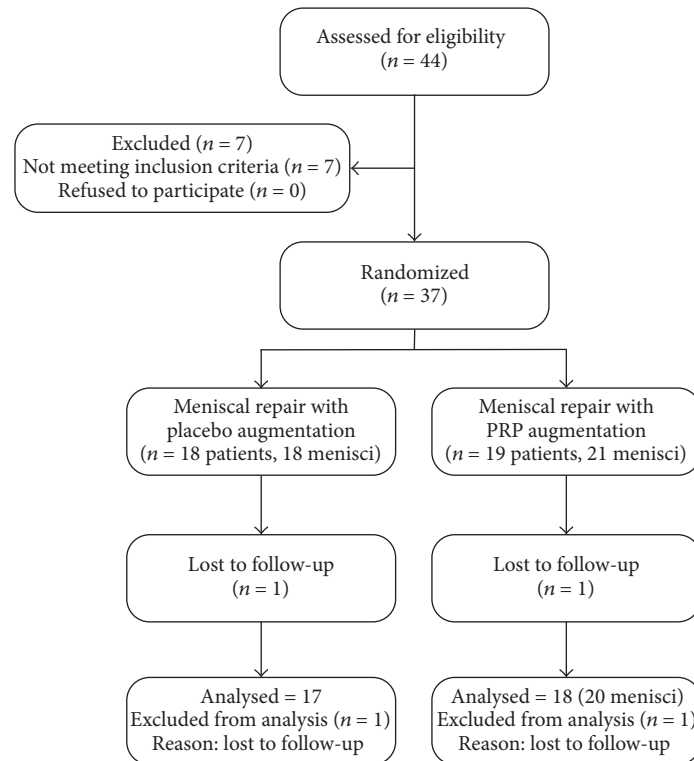 Assessed for eligibility
(n = 44)
Excluded (n = 7)
Not meeting inclusion criteria (n = 7)
Refused to participate (n = 0)
Randomized
(n = 37)
Meniscal repair with
placebo augmentation
(n = 18 patients, 18 menisci)
Meniscal repair with
PRP augmentation
(n = 19 patients, 21 menisci)
Lost to follow-up
(n = 1)
Lost to follow-up
(n = 1)
Analysed = 17
Excluded from analysis (n = 1)
Reason: lost to follow-up
Analysed = 18 (20 menisci)
Excluded from analysis (n = 1)
Reason: lost to follow-up